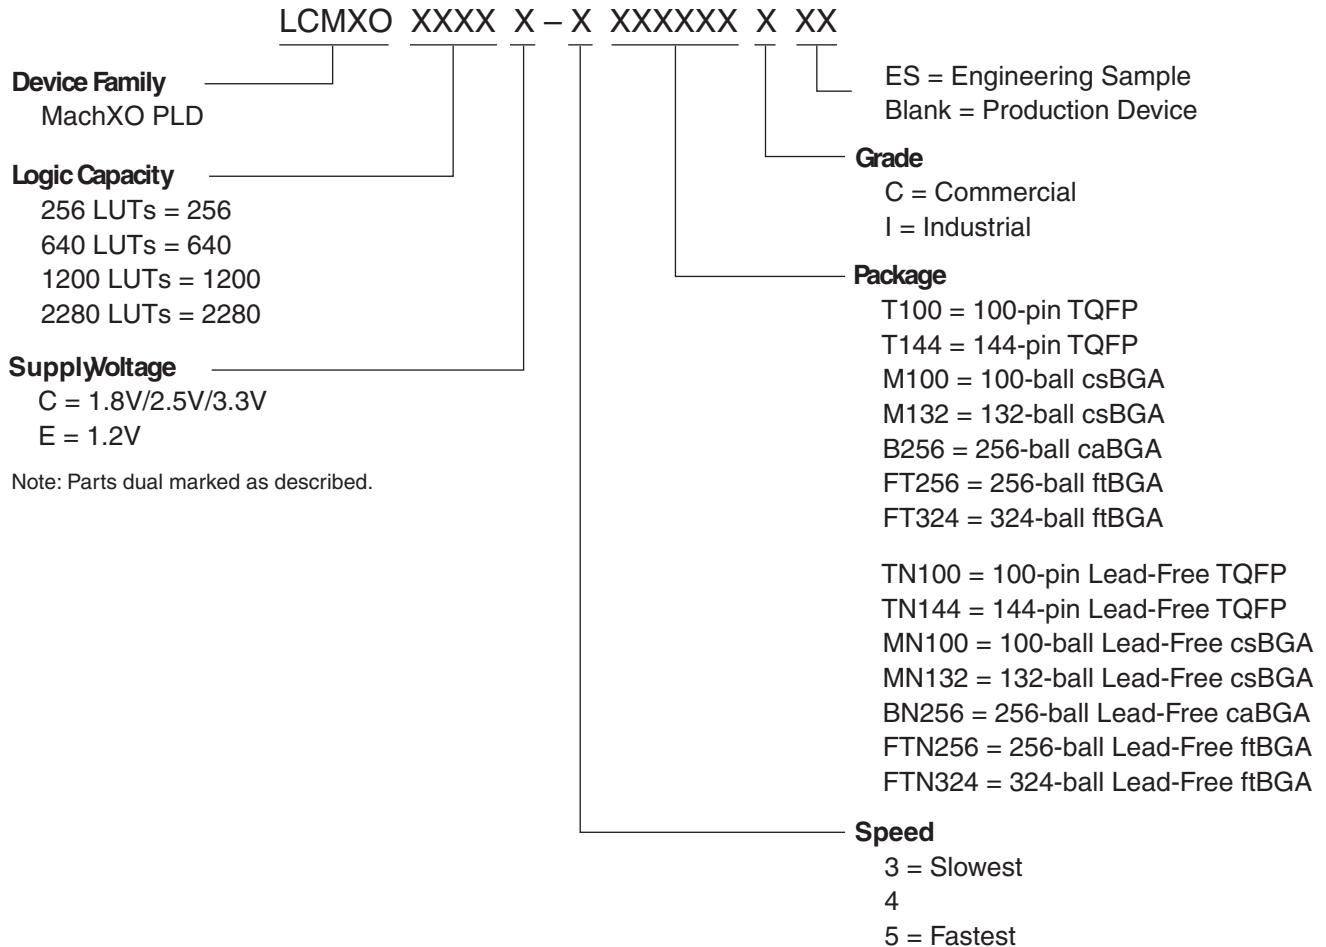 LCMXO XXXX X – X XXXXXX X XX
Device Family
MachXO PLD
Logic Capacity
256 LUTs = 256
640 LUTs = 640
1200 LUTs = 1200
2280 LUTs = 2280
Supply Voltage
C = 1.8V/2.5V/3.3V
E = 1.2V
Note: Parts dual marked as described.
ES = Engineering Sample
Blank = Production Device
Grade
C = Commercial
I = Industrial
Package
T100 = 100-pin TQFP
T144 = 144-pin TQFP
M100 = 100-ball csBGA
M132 = 132-ball csBGA
B256 = 256-ball caBGA
FT256 = 256-ball ftBGA
FT324 = 324-ball ftBGA
TN100 = 100-pin Lead-Free TQFP
TN144 = 144-pin Lead-Free TQFP
MN100 = 100-ball Lead-Free csBGA
MN132 = 132-ball Lead-Free csBGA
BN256 = 256-ball Lead-Free caBGA
FTN256 = 256-ball Lead-Free ftBGA
FTN324 = 324-ball Lead-Free ftBGA
Speed
3 = Slowest
4
5 = Fastest